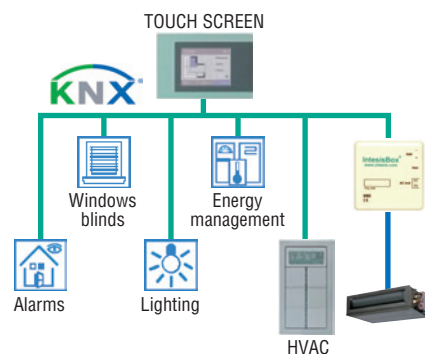 TOUCH SCREEN
KNX
IntesisBox
Windows
blinds
Energy
management
Alarms
Lighting
HVAC